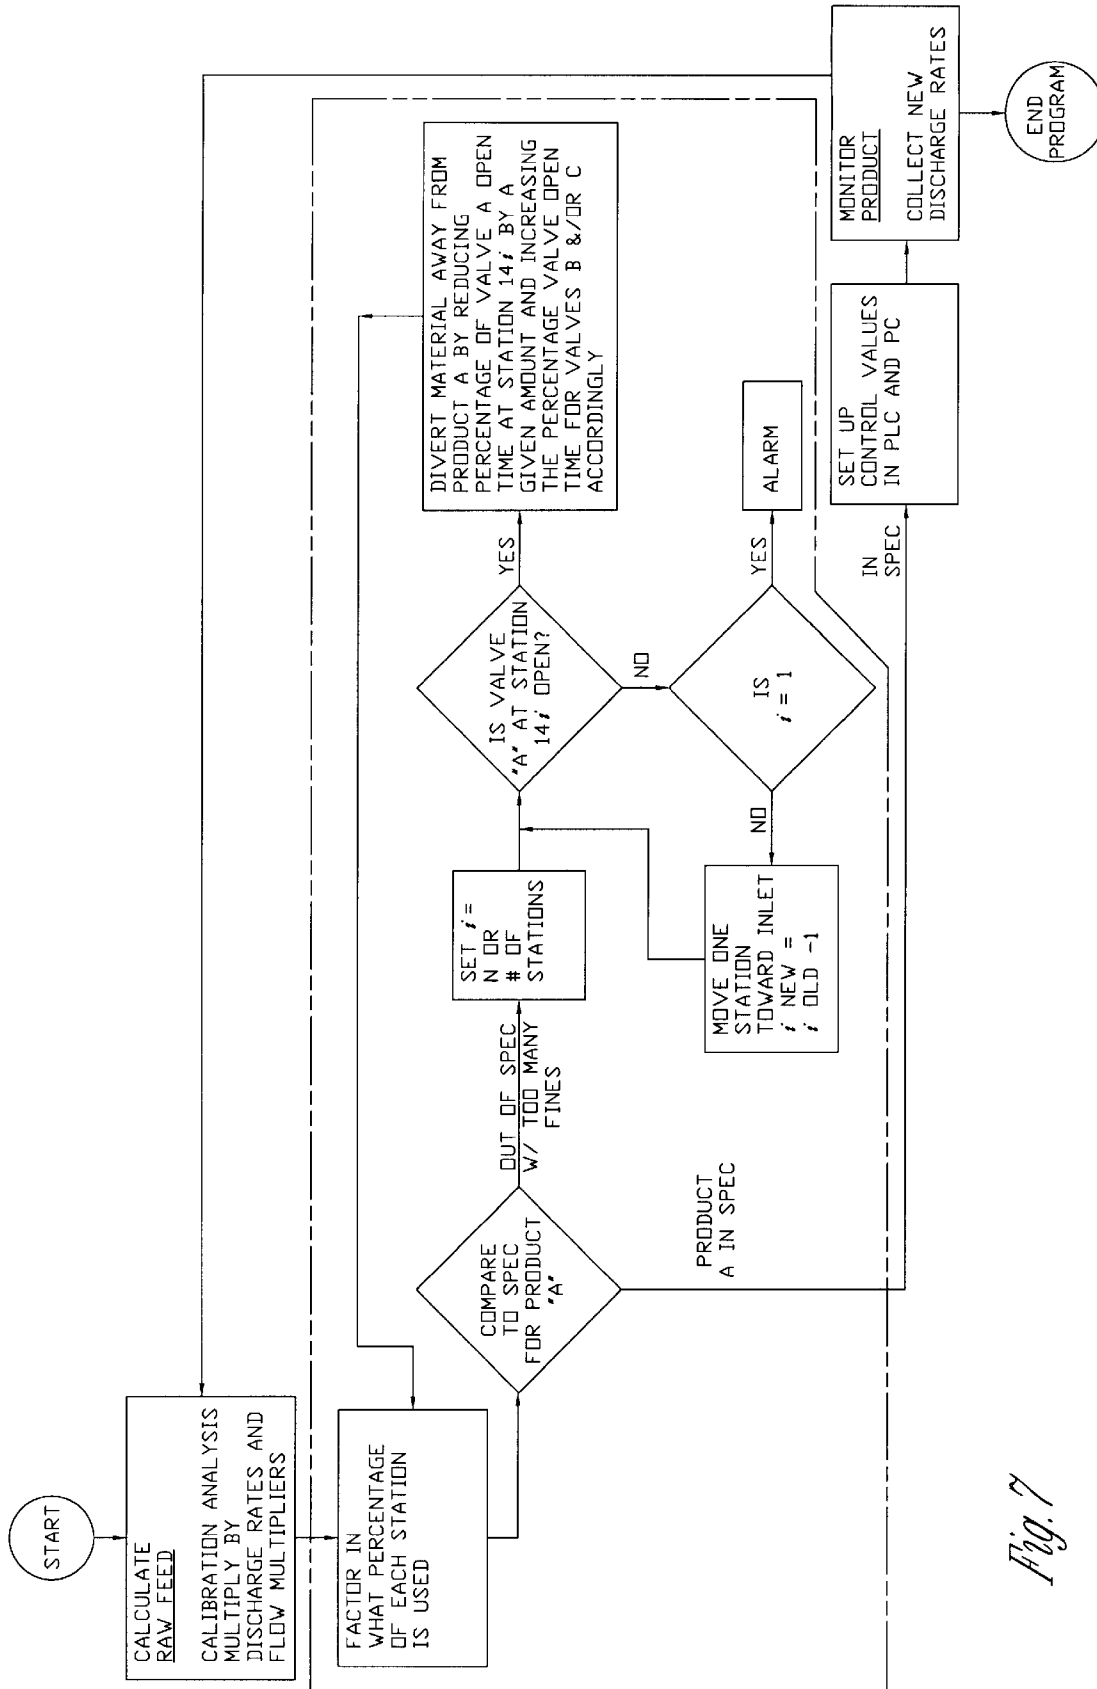 START
CALCULATE
RAW FEED
CALIBRATION ANALYSIS
MULTIPLY BY
DISCHARGE RATES AND
FLOW MULTIPLIERS
FACTOR IN
WHAT PERCENTAGE
OF EACH STATION
IS USED
COMPARE
TO SPEC
FOR PRODUCT
"A"
OUT OF SPEC
W/ TOO MANY
FINES
PRODUCT
A IN SPEC
SET i =
N OR
# OF
STATIONS
IS VALVE
"A" AT STATION
14i OPEN?
YES
NO
DIVERT MATERIAL AWAY FROM
PRODUCT A BY REDUCING
PERCENTAGE OF VALVE A OPEN
TIME AT STATION 14i BY A
GIVEN AMOUNT AND INCREASING
THE PERCENTAGE VALVE OPEN
TIME FOR VALVES B &/OR C
ACCORDINGLY
IS
i = 1
YES
ALARM
NO
MOVE ONE
STATION
TOWARD INLET
i NEW =
i OLD -1
IN
SPEC
SET UP
CONTROL VALUES
IN PLC AND PC
MONITOR
PRODUCT
COLLECT NEW
DISCHARGE RATES
END
PROGRAM
Fig. 7